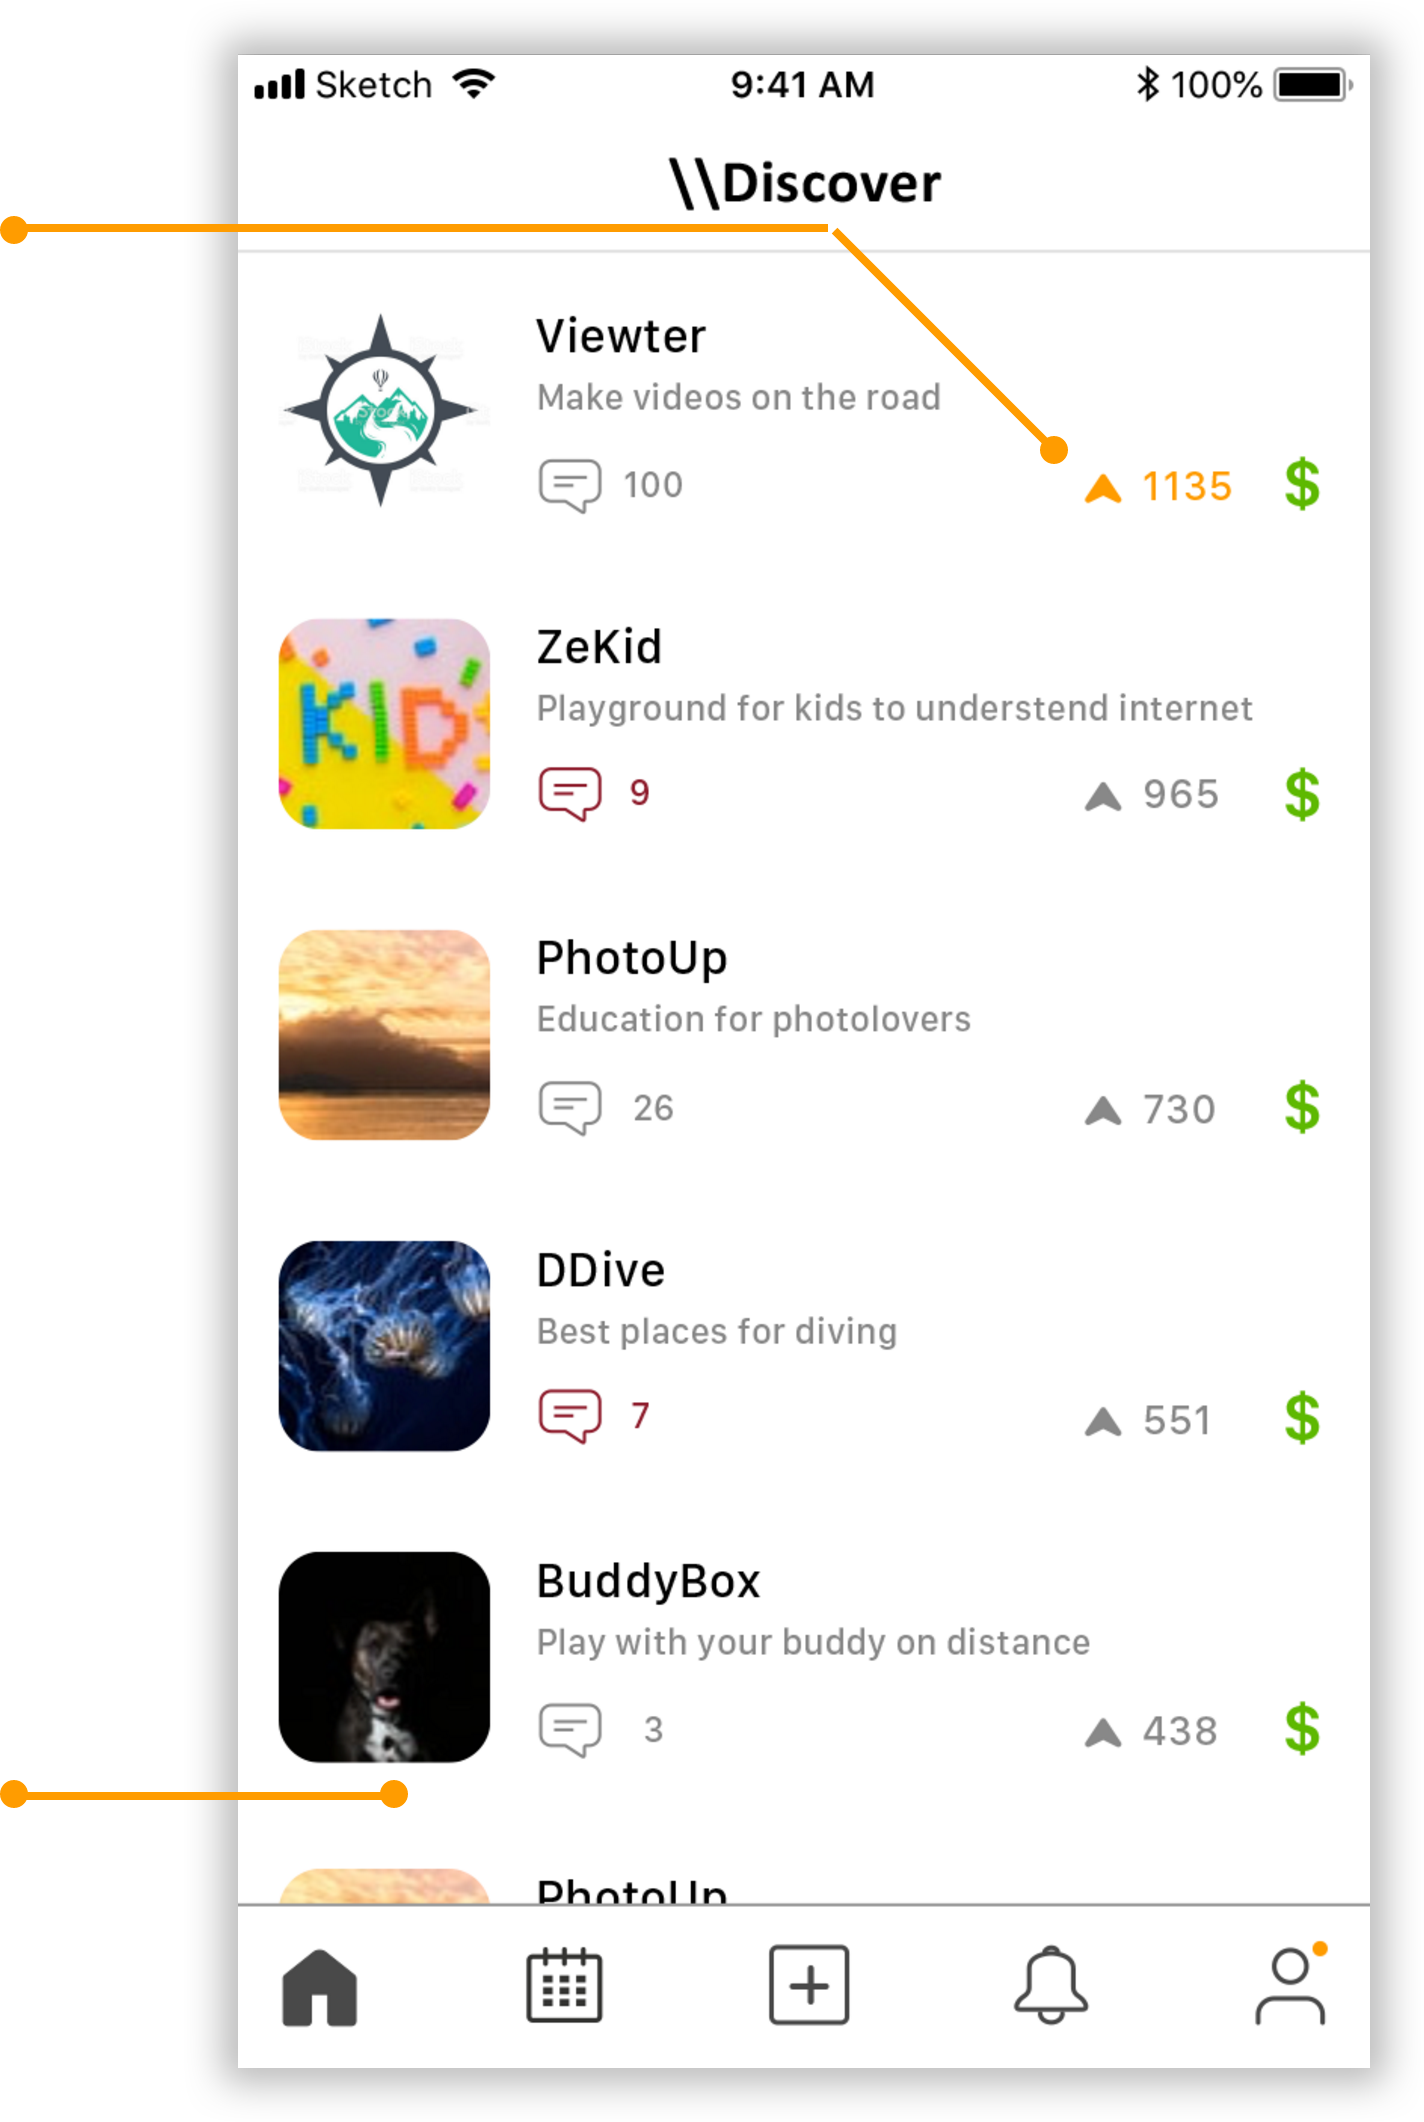 Sketch 9:41 AM 100%
\\Discover
Viewter
Make videos on the road
100 1135 $
ZeKid
KID
Playground for kids to understend internet
9 965 $
PhotoUp
Education for photolovers
26 730 $
DDive
Best places for diving
7 551 $
BuddyBox
Play with your buddy on distance
3 438 $
PhotoUp